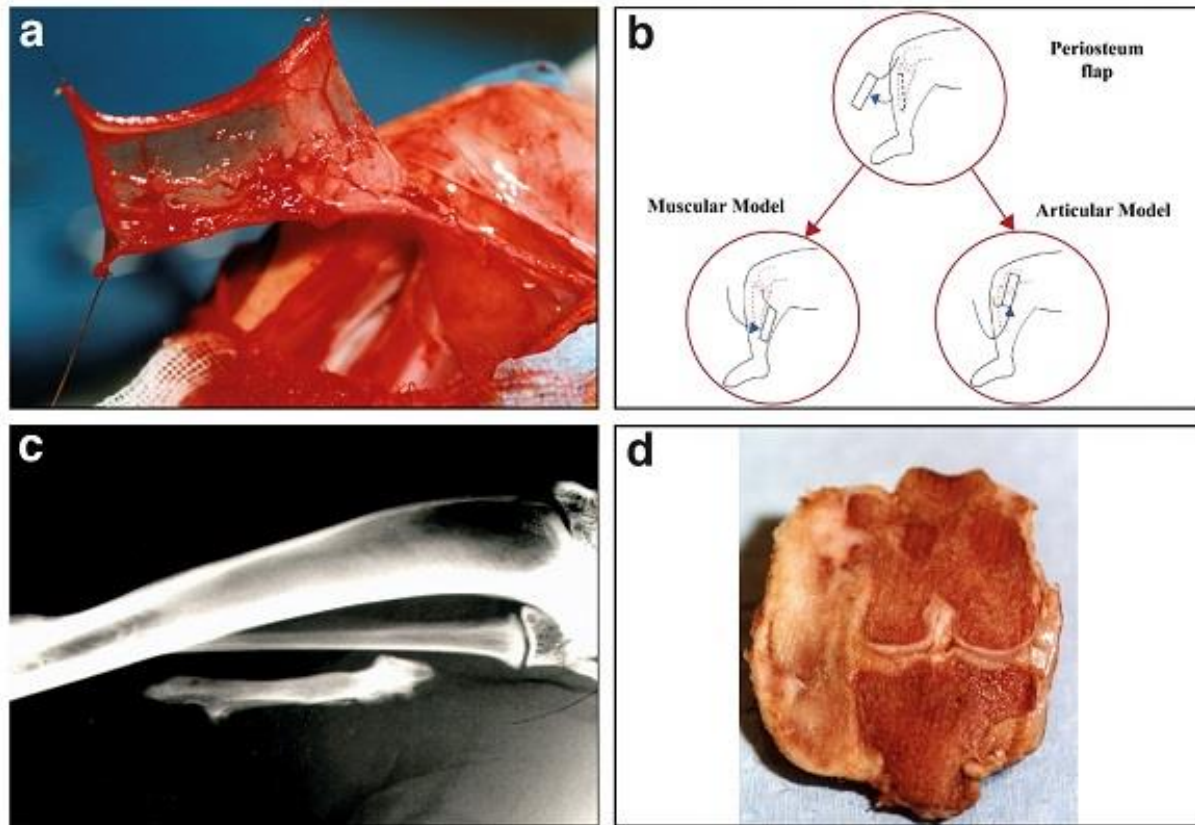 a
b
Periosteum
flap
Muscular Model
Articular Model
c
d